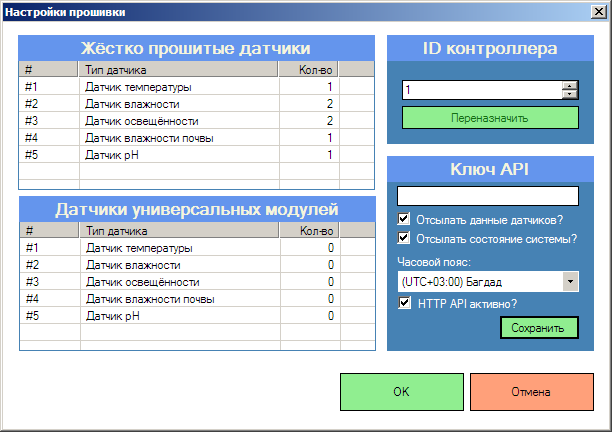 Настройки прошивки
Жёстко прошитые датчики
# Тип датчика Кол-во
#1 Датчик температуры 1
#2 Датчик влажности 2
#3 Датчик освещённости 2
#4 Датчик влажности почвы 1
#5 Датчик pH 1
Датчики универсальных модулей
# Тип датчика Кол-во
#1 Датчик температуры 0
#2 Датчик влажности 0
#3 Датчик освещённости 0
#4 Датчик влажности почвы 0
#5 Датчик pH 0
ID контроллера
1
Переназначить
Ключ API
Отсылать данные датчиков?
Отсылать состояние системы?
Часовой пояс:
(UTC+03:00) Багдад
HTTP API активно?
Сохранить
OK
Отмена